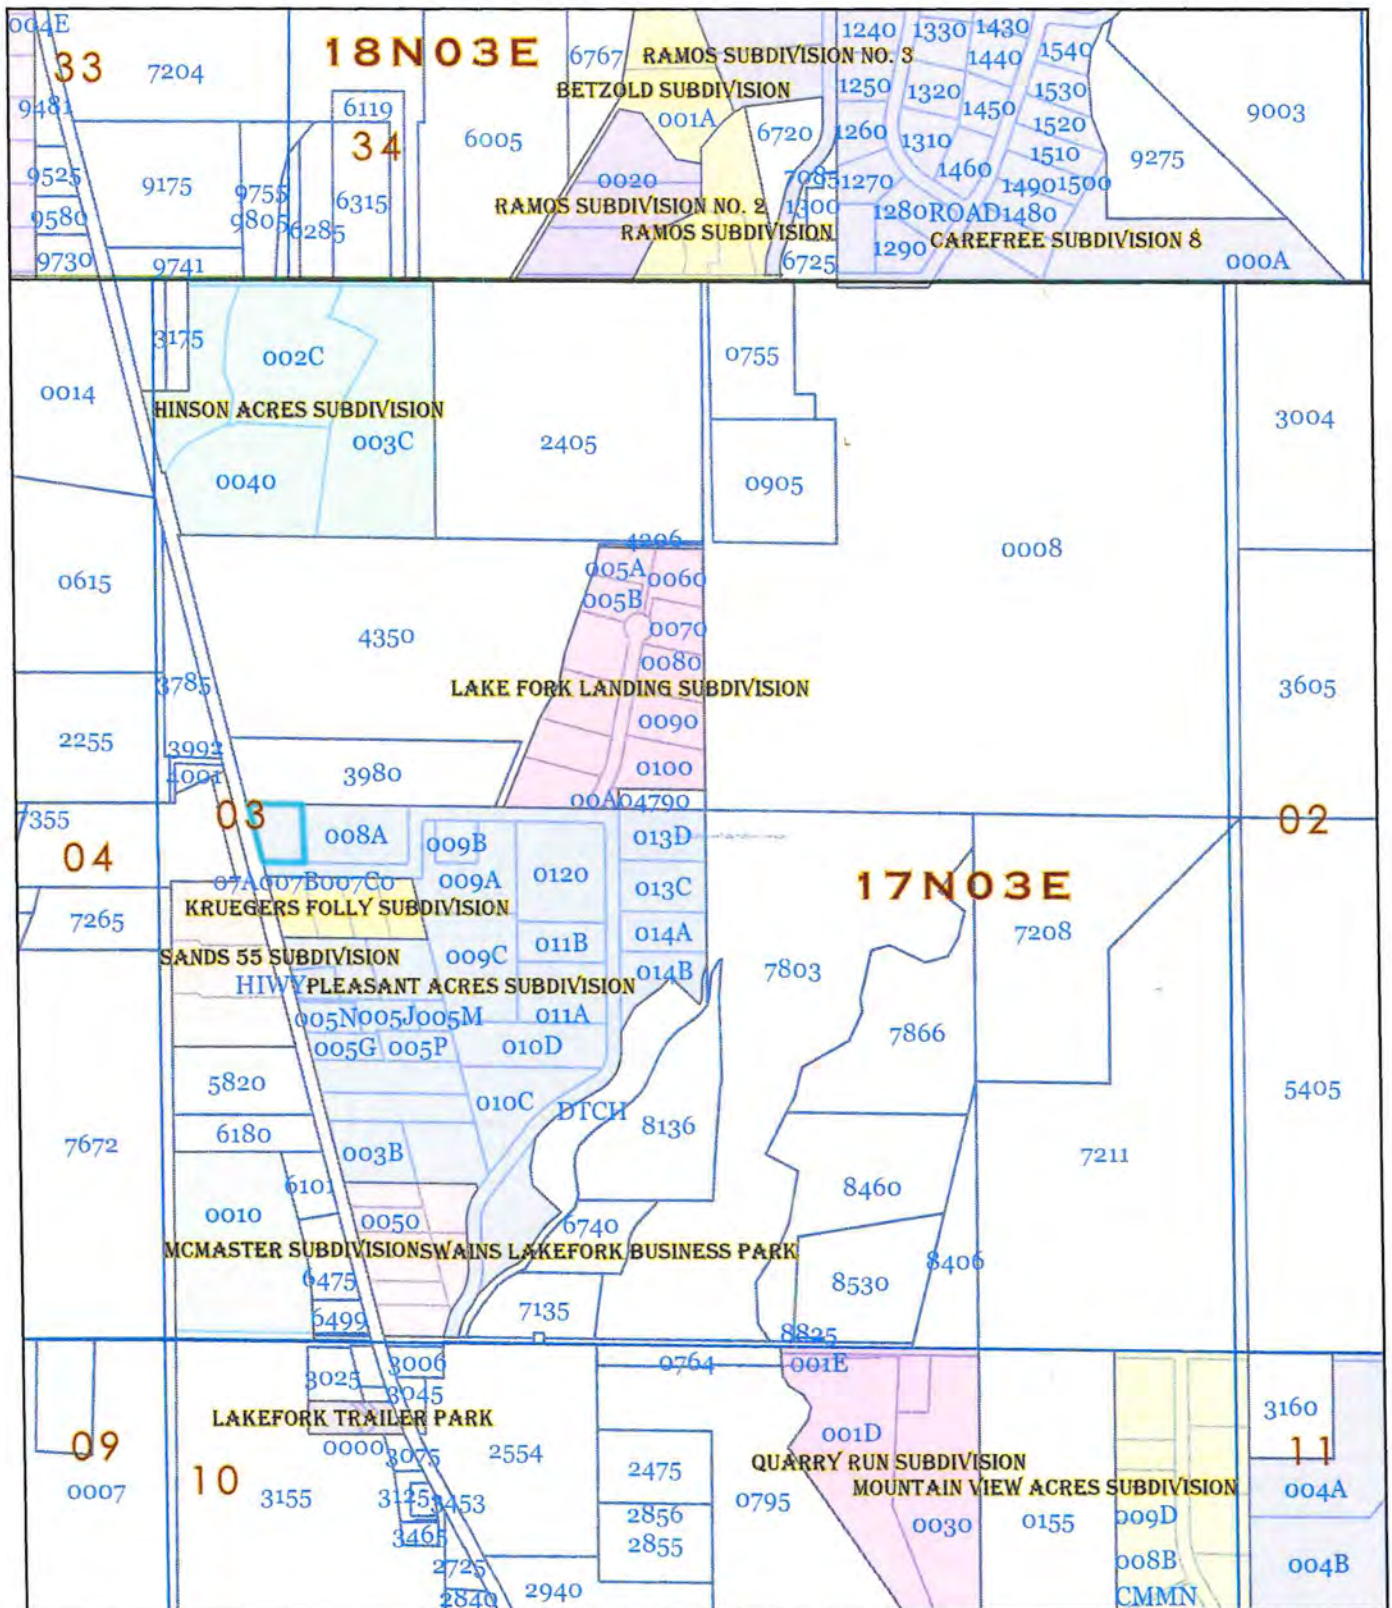 004E
33
7204
18N03E
6767
RAMOS SUBDIVISION NO. 3
1240
1330
1430
1440
1540
BETZOLD SUBDIVISION
1250
1320
1450
1530
9481
6119
001A
6720
1260
1310
1520
9003
34
6005
1510
9275
9525
9175
9755
6315
0020
7085
1270
1460
1490
1500
9580
9805
6285
RAMOS SUBDIVISION NO. 2
1300
1280
ROAD
1480
RAMOS SUBDIVISION
1290
CAREFREE SUBDIVISION 8
9730
9741
6725
000A
3175
002C
0755
0014
HINSON ACRES SUBDIVISION
003C
2405
3004
0040
0905
4206
0008
0615
005A
0060
005B
4350
0070
0080
3785
LAKE FORK LANDING SUBDIVISION
3605
2255
3992
0090
4001
3980
0100
00A04790
7355
03
008A
009B
013D
02
04
07A007B007C0
009A
0120
013C
17N03E
7265
KRUEGERS FOLLY SUBDIVISION
011B
014A
7208
SANDS 55 SUBDIVISION
009C
014B
7803
HIWY
PLEASANT ACRES SUBDIVISION
005N
005J
005M
011A
7866
005G
005P
010D
5820
010C
DTCH
8136
5405
6180
003B
7672
7211
6101
8460
0010
0050
6740
MCMASTER SUBDIVISION
SWAINS LAKEFORK BUSINESS PARK
8406
6475
8530
6499
7135
8825
3006
0764
001E
3025
3045
LAKEFORK TRAILER PARK
001D
3160
09
0000
3075
2554
QUARRY RUN SUBDIVISION
11
10
2475
MOUNTAIN VIEW ACRES SUBDIVISION
0007
3155
3125
3453
0795
004A
2856
0030
0155
009D
3465
2855
2725
008B
004B
2840
2940
CMMN